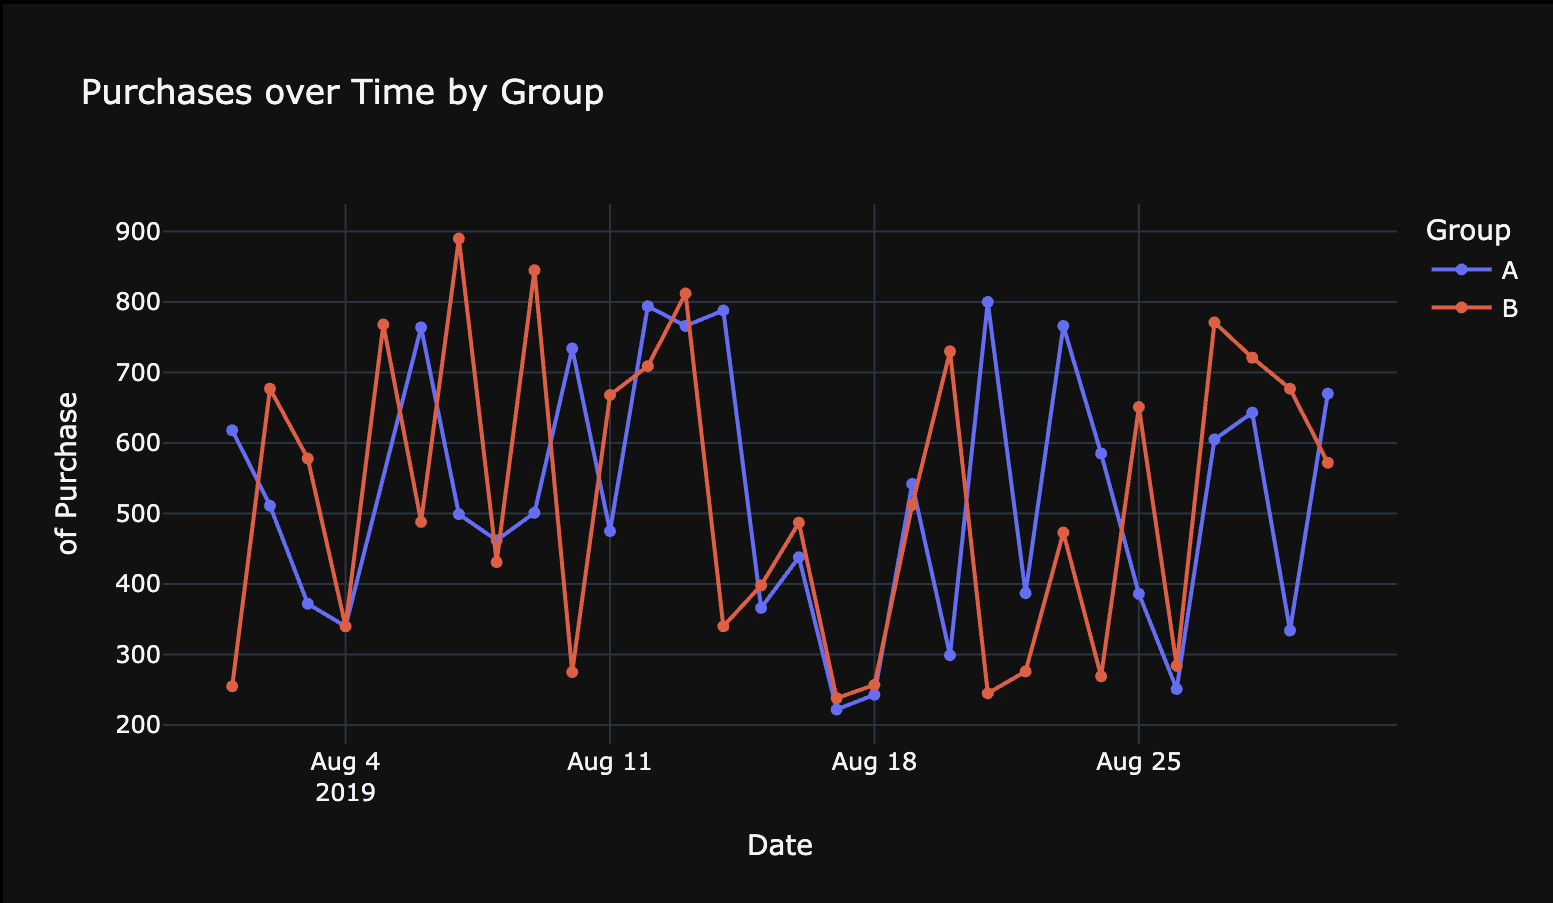 Purchases over Time by Group
900
800
700
600
500
400
300
200
of Purchase
Aug 4
2019
Aug 11
Aug 18
Aug 25
Date
Group
A
B